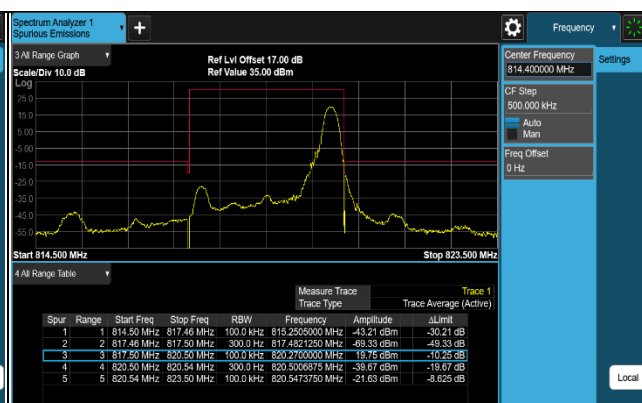 Spectrum Analyzer 1
Spurious Emissions
+
Frequency
3 All Range Graph
Ref Lvl Offset 17.00 dB
Scale/Div 10.0 dB
Ref Value 35.00 dBm
Log
25.0
15.0
5.00
-5.00
-15.0
-25.0
-35.0
-45.0
-55.0
Start 814.500 MHz
Stop 823.500 MHz
Center Frequency
814.400000 MHz
Settings
CF Step
500.000 kHz
Auto
Man
Freq Offset
0 Hz
4 All Range Table
Measure Trace Trace 1
Trace Type Trace Average (Active)
Spur Range Start Freq Stop Freq RBW Frequency Amplitude ΔLimit
1 1 814.50 MHz 817.46 MHz 100.0 kHz 815.2505000 MHz -43.21 dBm -30.21 dB
2 2 817.46 MHz 817.50 MHz 300.0 Hz 817.4821250 MHz -69.33 dBm -49.33 dB
3 3 817.50 MHz 820.50 MHz 100.0 kHz 820.2700000 MHz 19.75 dBm -10.25 dB
4 4 820.50 MHz 820.54 MHz 300.0 Hz 820.5006875 MHz -39.67 dBm -19.67 dB
5 5 820.54 MHz 823.50 MHz 100.0 kHz 820.5473750 MHz -21.63 dBm -8.625 dB
Local